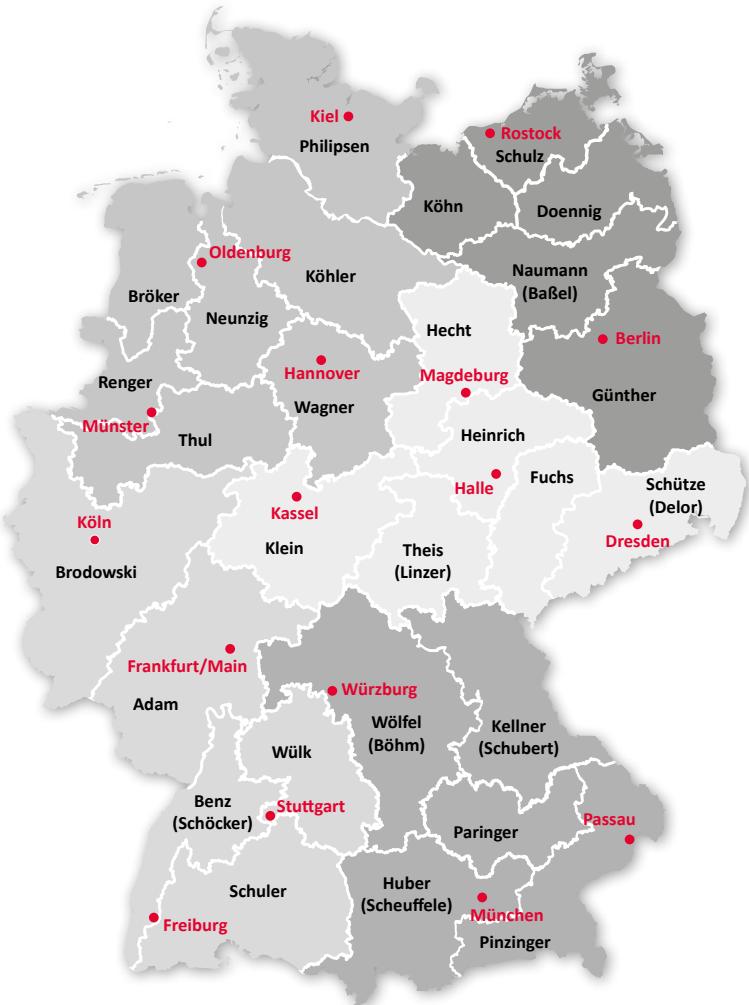 Kiel
Philipsen
Rostock
Schulz
Köhn
Doennig
Oldenburg
Bröker
Neunzig
Köhler
Naumann
(Baßel)
Hecht
Berlin
Renger
Hannover
Wagner
Magdeburg
Günther
Münster
Thul
Heinrich
Halle
Fuchs
Schütze
(Delor)
Dresden
Köln
Brodowski
Kassel
Klein
Theis
(Linzer)
Frankfurt/Main
Adam
Würzburg
Wölfel
(Böhm)
Kellner
(Schubert)
Wülk
Benz
(Schöcker)
Stuttgart
Paringer
Passau
Schuler
Freiburg
Huber
(Scheuffele)
München
Pinzinger